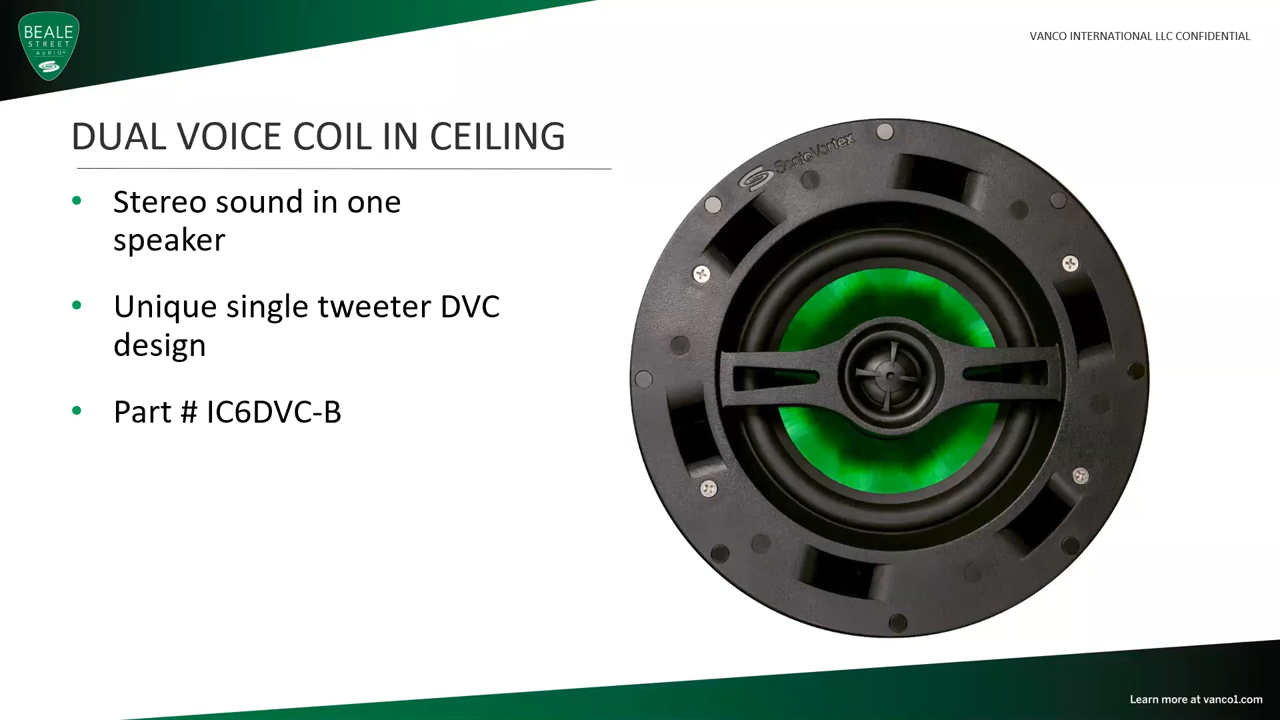 BEALE
STREET
AUDIO
VANCO INTERNATIONAL LLC CONFIDENTIAL
DUAL VOICE COIL IN CEILING
• Stereo sound in one
speaker
• Unique single tweeter DVC
design
• Part # IC6DVC-B
SonicVortex
Learn more at vanco1.com